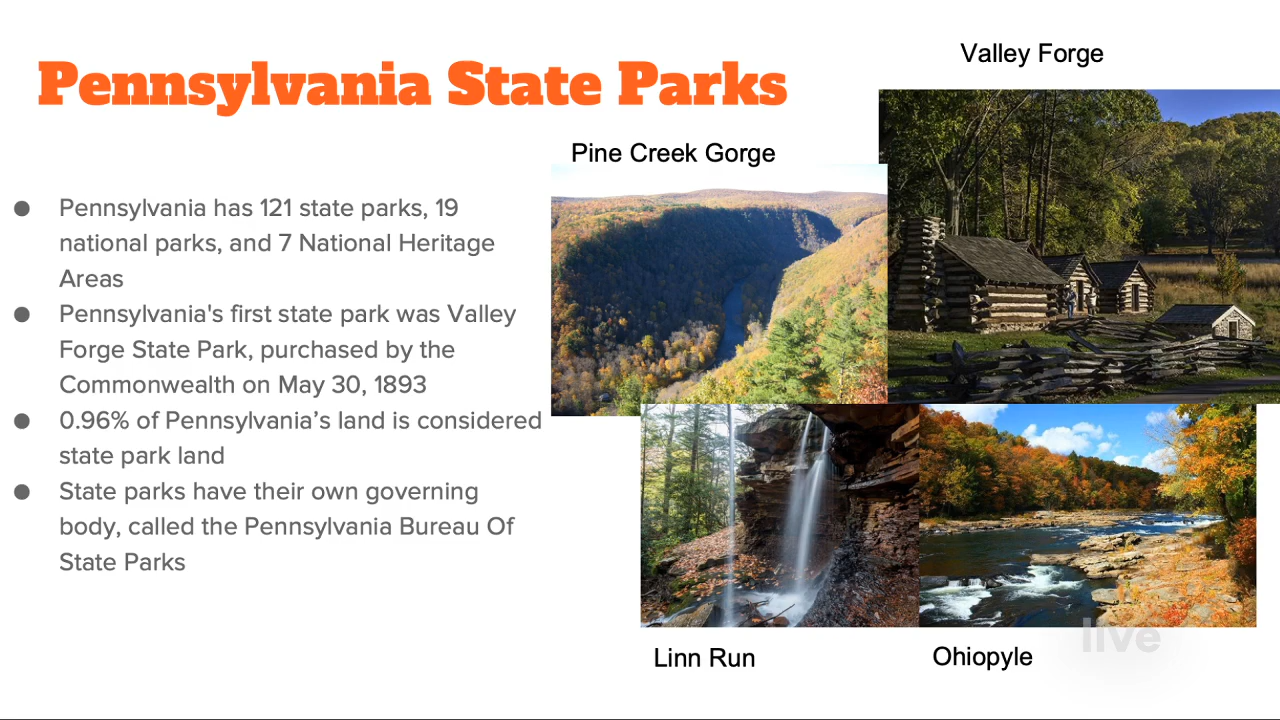 Pennsylvania State Parks
Valley Forge
Pine Creek Gorge
Pennsylvania has 121 state parks, 19
national parks, and 7 National Heritage
Areas
Pennsylvania's first state park was Valley
Forge State Park, purchased by the
Commonwealth on May 30, 1893
0.96% of Pennsylvania’s land is considered
state park land
State parks have their own governing
body, called the Pennsylvania Bureau Of
State Parks
Linn Run
Ohiopyle
live